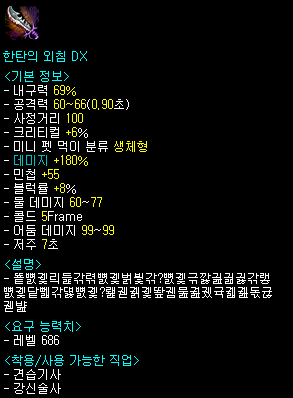 한탄의 외침 DX
<기본 정보>
- 내구력 69%
- 공격력 60~66(0,90초)
- 사정거리 100
- 크리티컬 +6%
- 미니 펫 먹이 분류 생체형
- 데미지 +180%
- 민첩 +55
- 블럭률 +8%
- 물 데미지 60~77
- 콜드 5Frame
- 어둠 데미지 99~99
- 저주 7초
<설명>
<요구 능력치>
- 레벨 686
<착용/사용 가능한 직업>
- 견습기사
- 강신술사